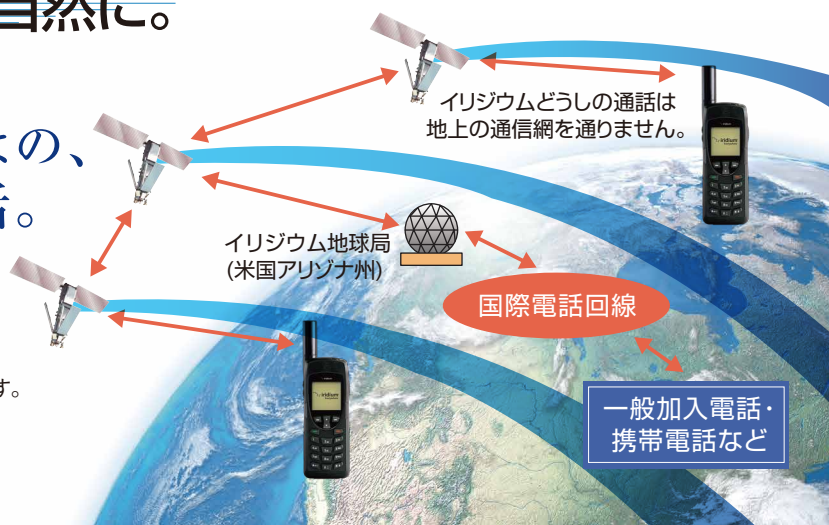 自然に。
の、
。
す。
イリジウムどうしの通話は
地上の通信網を通りません。
イリジウム地球局
(米国アリゾナ州)
国際電話回線
一般加入電話・
携帯電話など
iridium
iridium